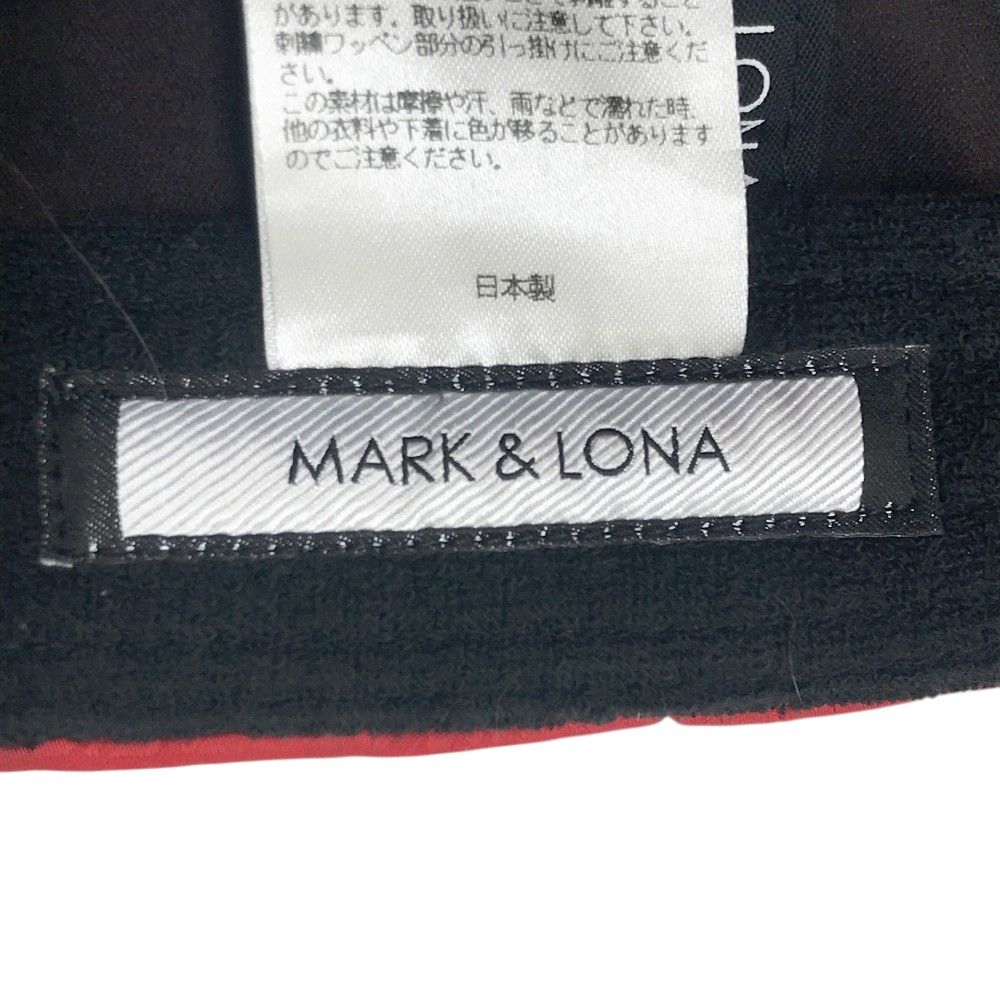 があります。取り扱いに注意して下さい。
刺繍ワッペン部分の引っ掛けにご注意くだ
さい。
この素材は摩擦や汗、雨などで濡れた時、
他の衣料や下着に色が移ることがあります
のでご注意ください。
日本製
LONA
MARK & LONA